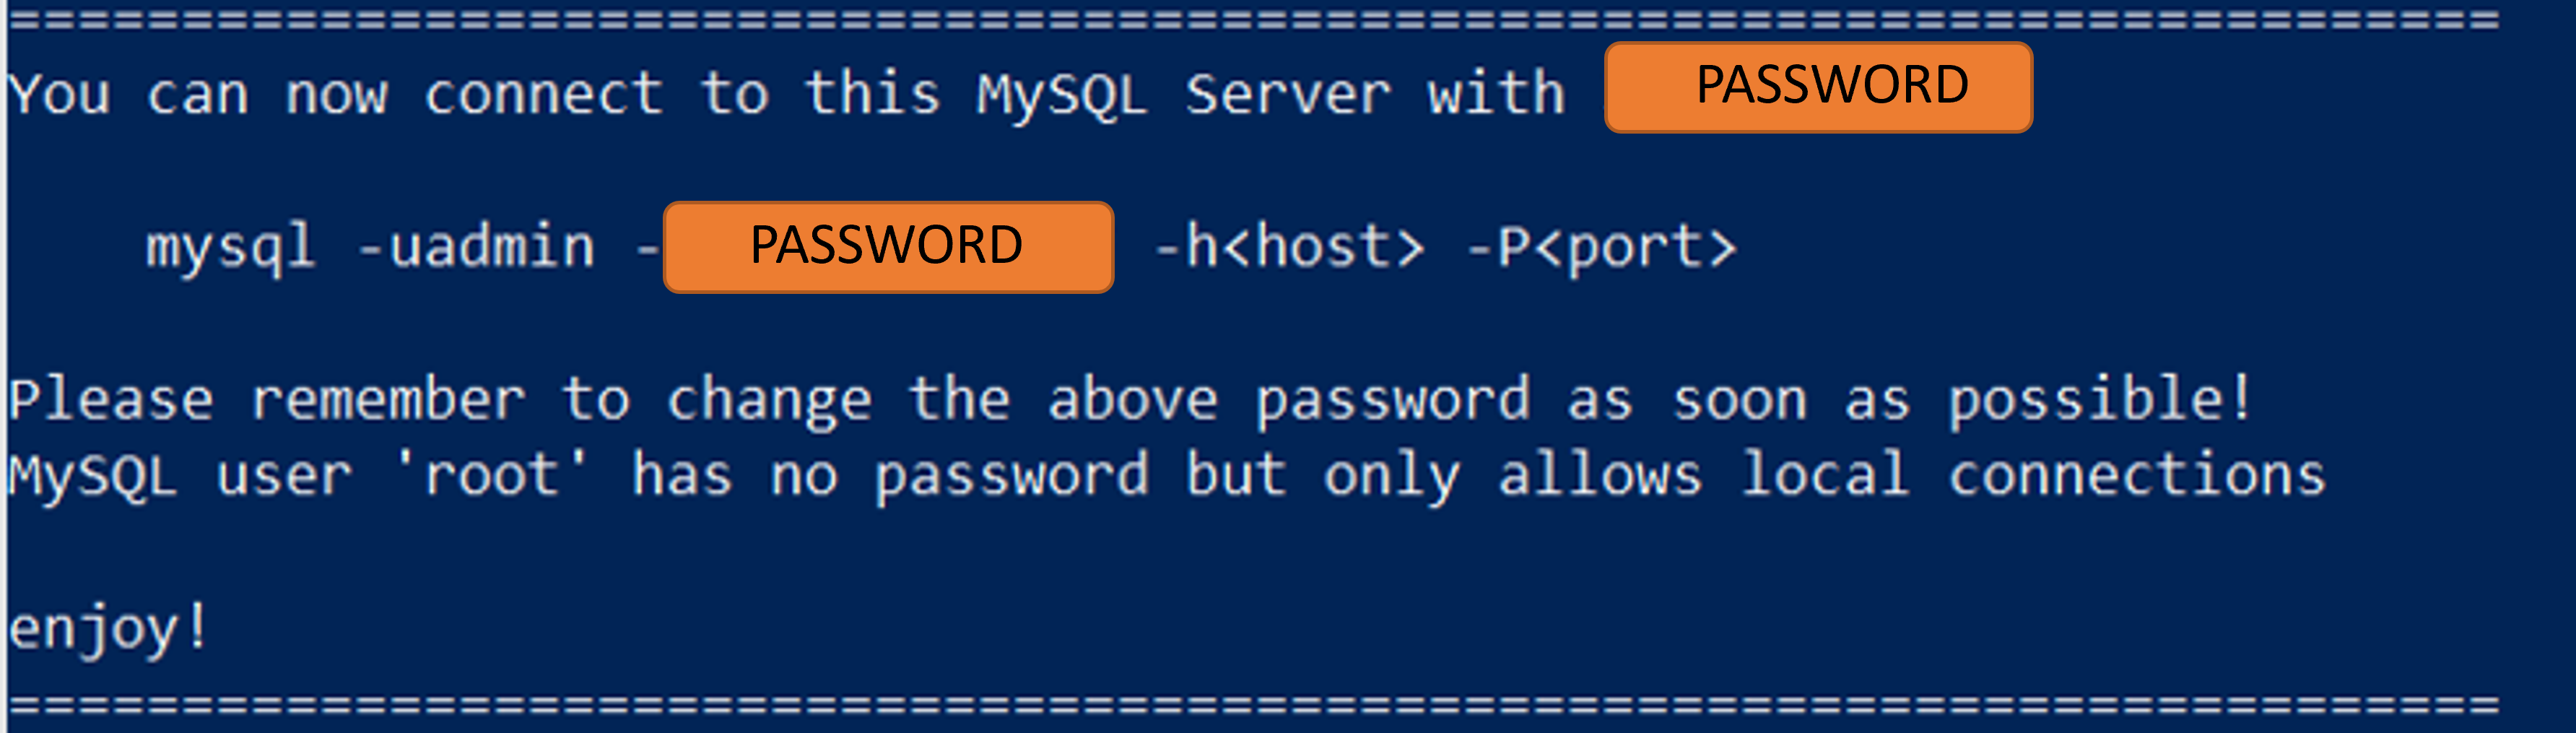 ========================================================================
You can now connect to this MySQL Server with PASSWORD
mysql -uadmin -PASSWORD -h<host> -P<port>
Please remember to change the above password as soon as possible!
MySQL user 'root' has no password but only allows local connections
enjoy!
========================================================================